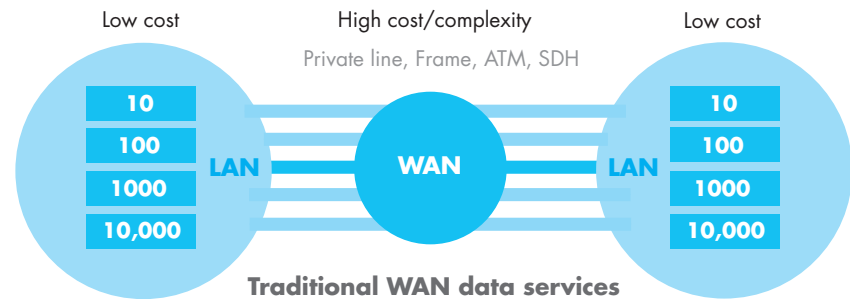 Low cost
High cost/complexity
Low cost
Private line, Frame, ATM, SDH
10
100
1000
10,000
LAN
WAN
LAN
10
100
1000
10,000
Traditional WAN data services